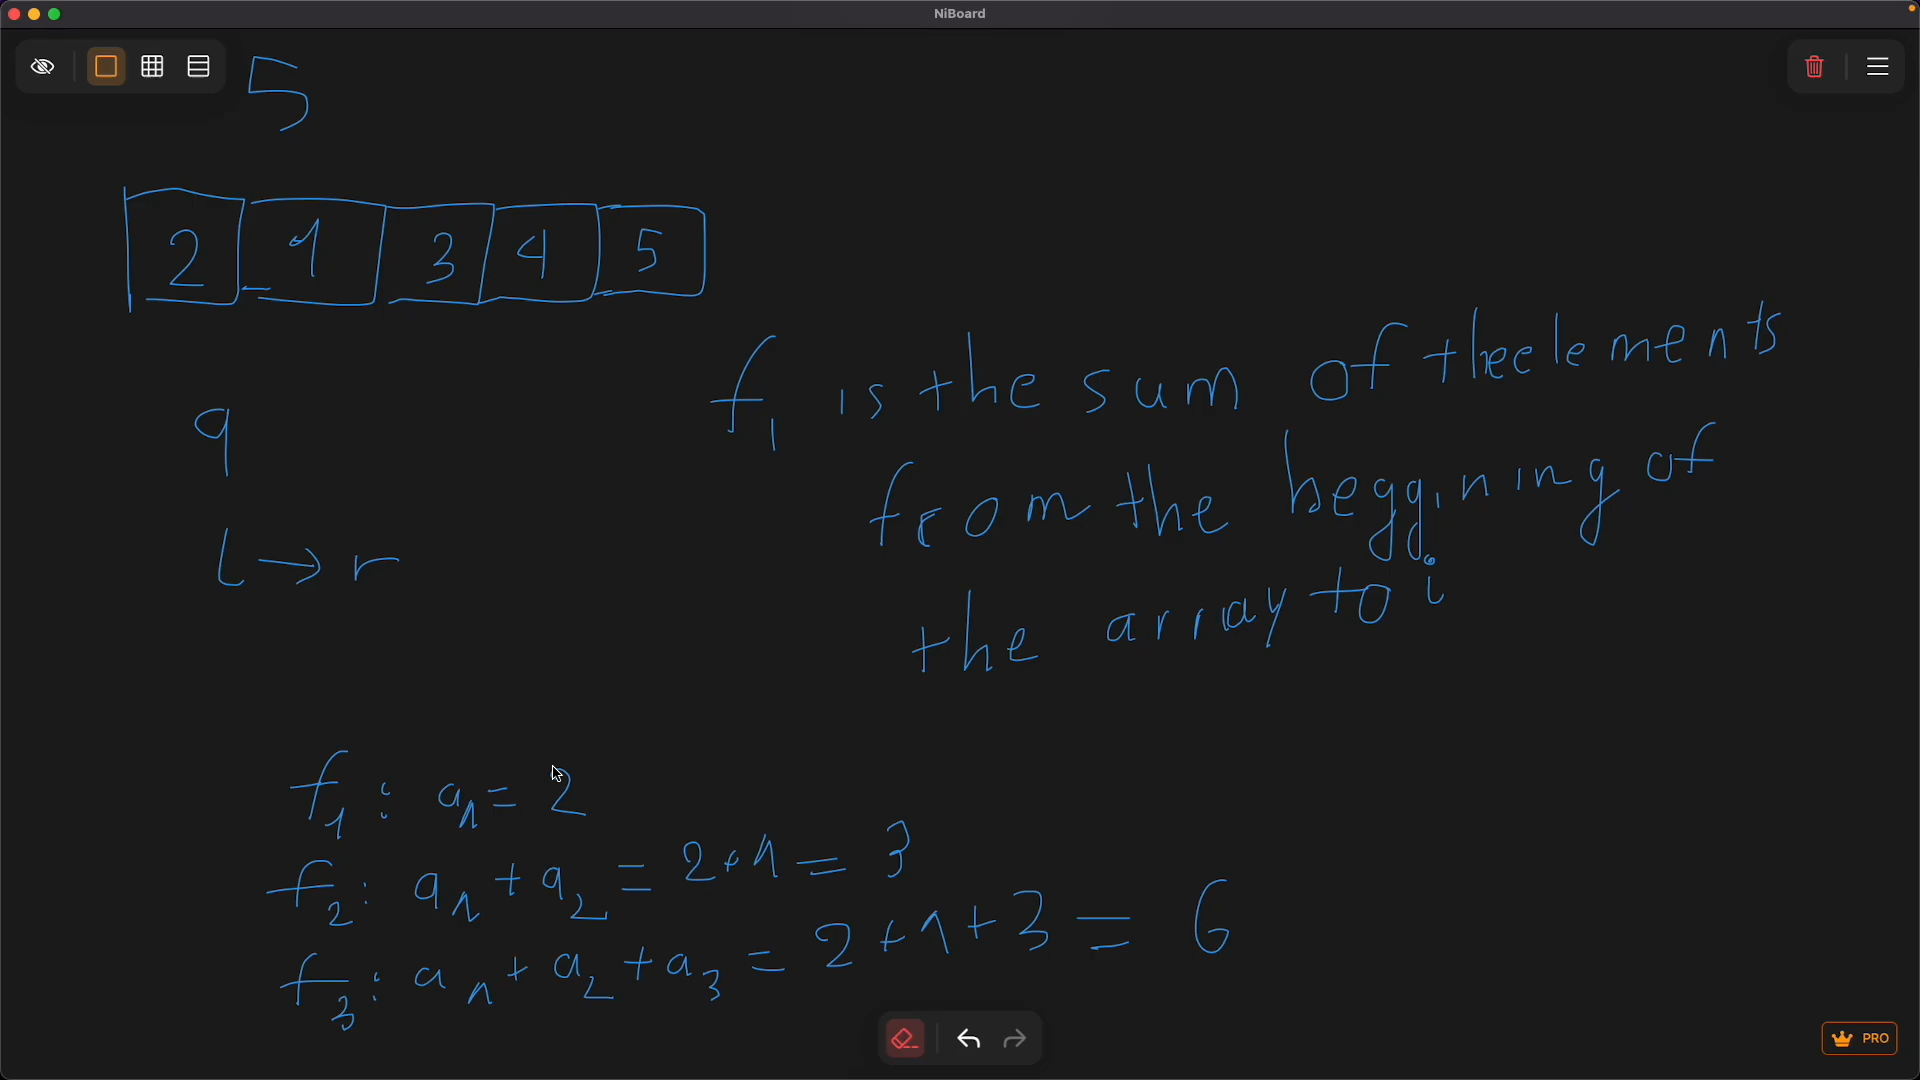 NiBoard
5
2 1 3 4 5
f₁ is the sum of the elements
from the beggining of
the array to i
q
l → r
f₁: a₁ = 2
f₂: a₁ + a₂ = 2+1 = 3
f₃: a₁ + a₂ + a₃ = 2+1+3 = 6
PRO